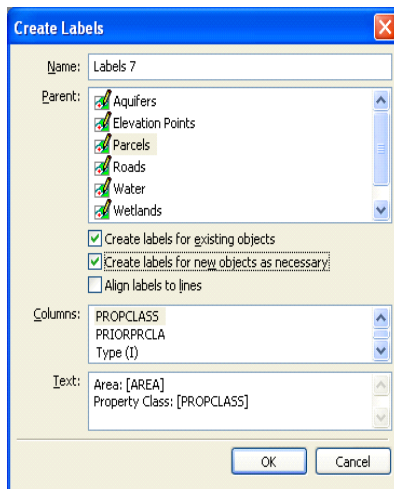 Create Labels
Name: Labels 7
Parent:
Aquifers
Elevation Points
Parcels
Roads
Water
Wetlands
Create labels for existing objects
Create labels for new objects as necessary
Align labels to lines
Columns:
PROPCLASS
PRIORPRCLA
Type (I)
Text:
Area: [AREA]
Property Class: [PROPCLASS]
OK Cancel